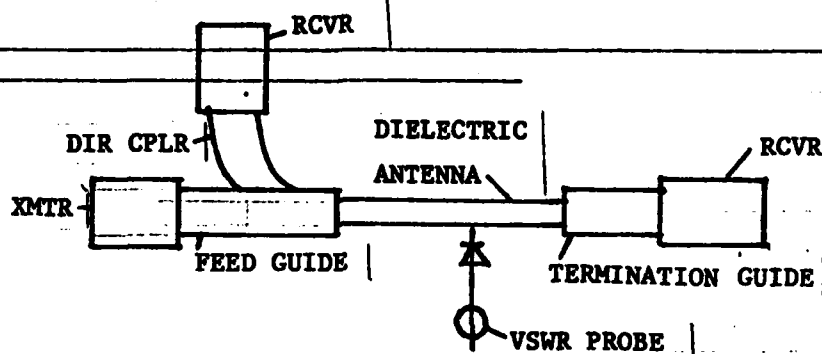 RCVR
DIR CPLR
DIELECTRIC
ANTENNA
RCVR
XMTR
FEED GUIDE
TERMINATION GUIDE
VSWR PROBE